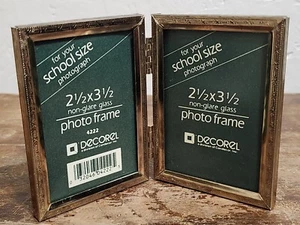 for your
school size
photograph
2½x3½
non-glare glass
photo frame
4222
DECOREL
for your
school size
photograph
2½x3½
non-glare glass
photo frame
DECOREL